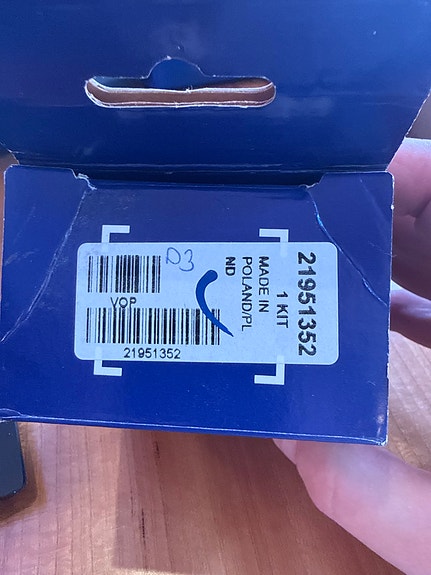 D3
VOP
21951352
21951352
1 KIT
MADE IN
POLAND/PL
ND